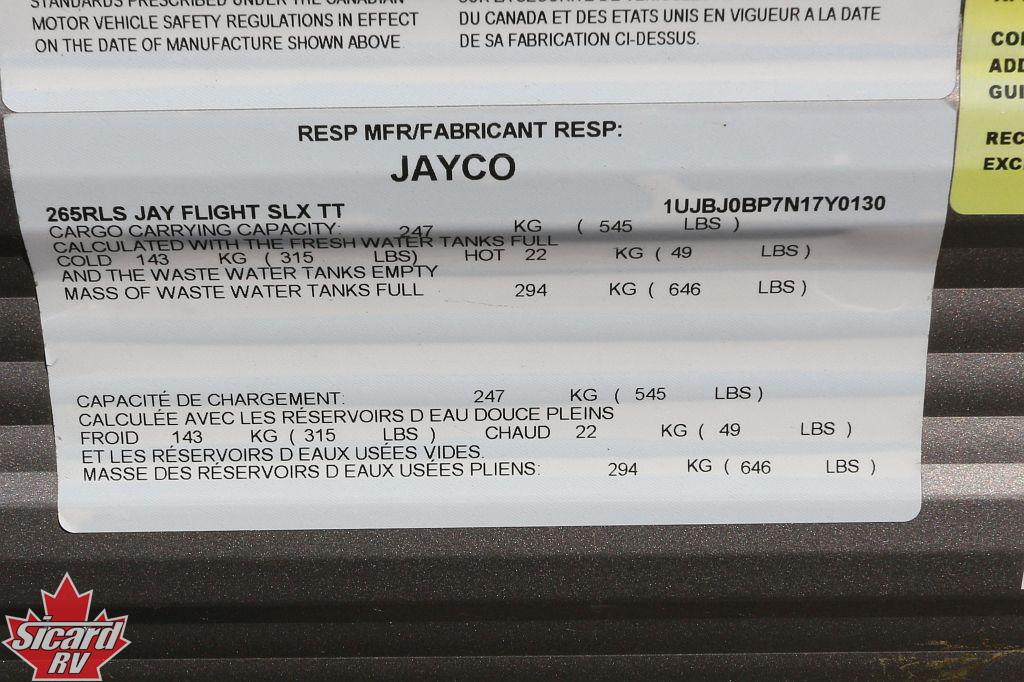 STANDARDS PRESCRIBED UNDER THE CANADIAN
MOTOR VEHICLE SAFETY REGULATIONS IN EFFECT
ON THE DATE OF MANUFACTURE SHOWN ABOVE
DU CANADA ET DES ETATS UNIS EN VIGUEUR A LA DATE
DE SA FABRICATION CI-DESSUS.
RESP MFR/FABRICANT RESP:
JAYCO
265RLS JAY FLIGHT SLX TT 1UJBJ0BP7N17Y0130
CARGO CARRYING CAPACITY: 247 KG ( 545 LBS )
CALCULATED WITH THE FRESH WATER TANKS FULL
COLD 143 KG ( 315 LBS) HOT 22 KG ( 49 LBS )
AND THE WASTE WATER TANKS EMPTY
MASS OF WASTE WATER TANKS FULL 294 KG ( 646 LBS )
CAPACITÉ DE CHARGEMENT: 247 KG ( 545 LBS )
CALCULÉE AVEC LES RÉSERVOIRS D EAU DOUCE PLEINS
FROID 143 KG ( 315 LBS ) CHAUD 22 KG ( 49 LBS )
ET LES RÉSERVOIRS D EAUX USÉES VIDES.
MASSE DES RÉSERVOIRS D EAUX USÉES PLIENS: 294 KG ( 646 LBS )
REC
EXC
Sicard
RV